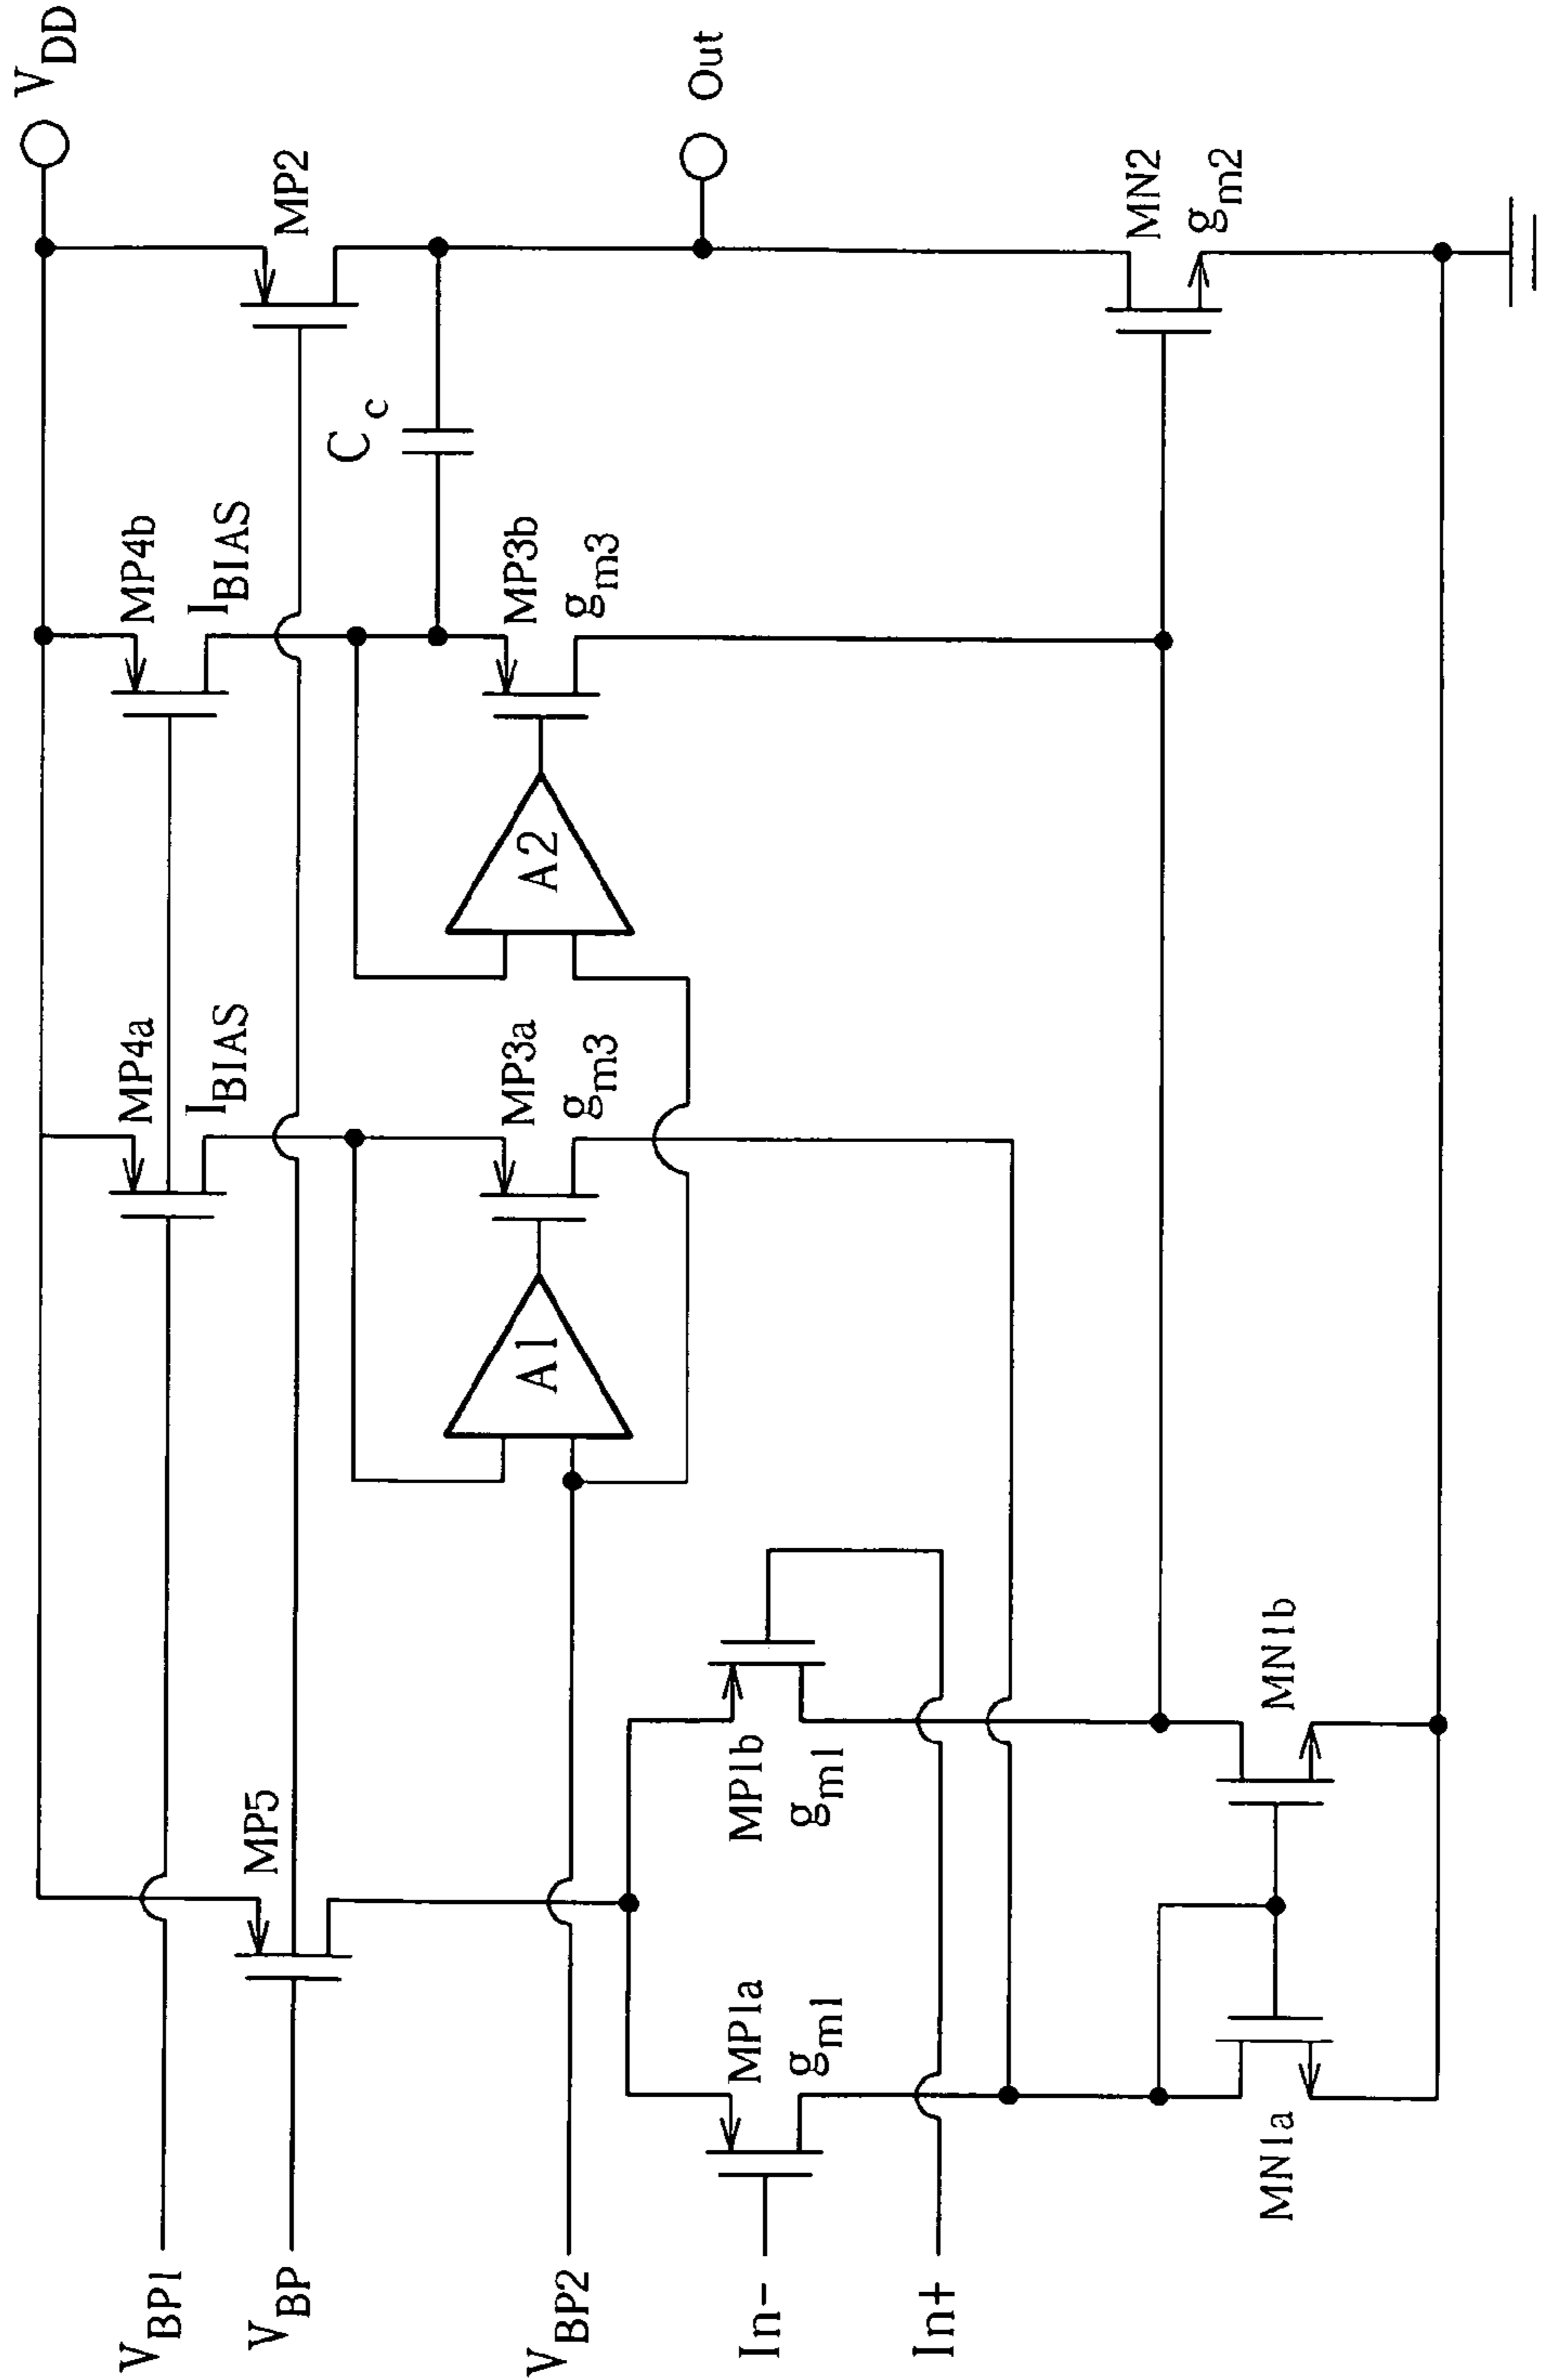 V_DD
V_BP1
V_BP
MP5
MP4a
I_BIAS
MP4b
I_BIAS
MP2
C_c
V_BP2
A1
MP3a
g_m3
A2
MP3b
g_m3
Out
In-
MP1a
g_m1
MP1b
g_m1
In+
MN1a
MN1b
MN2
g_m2